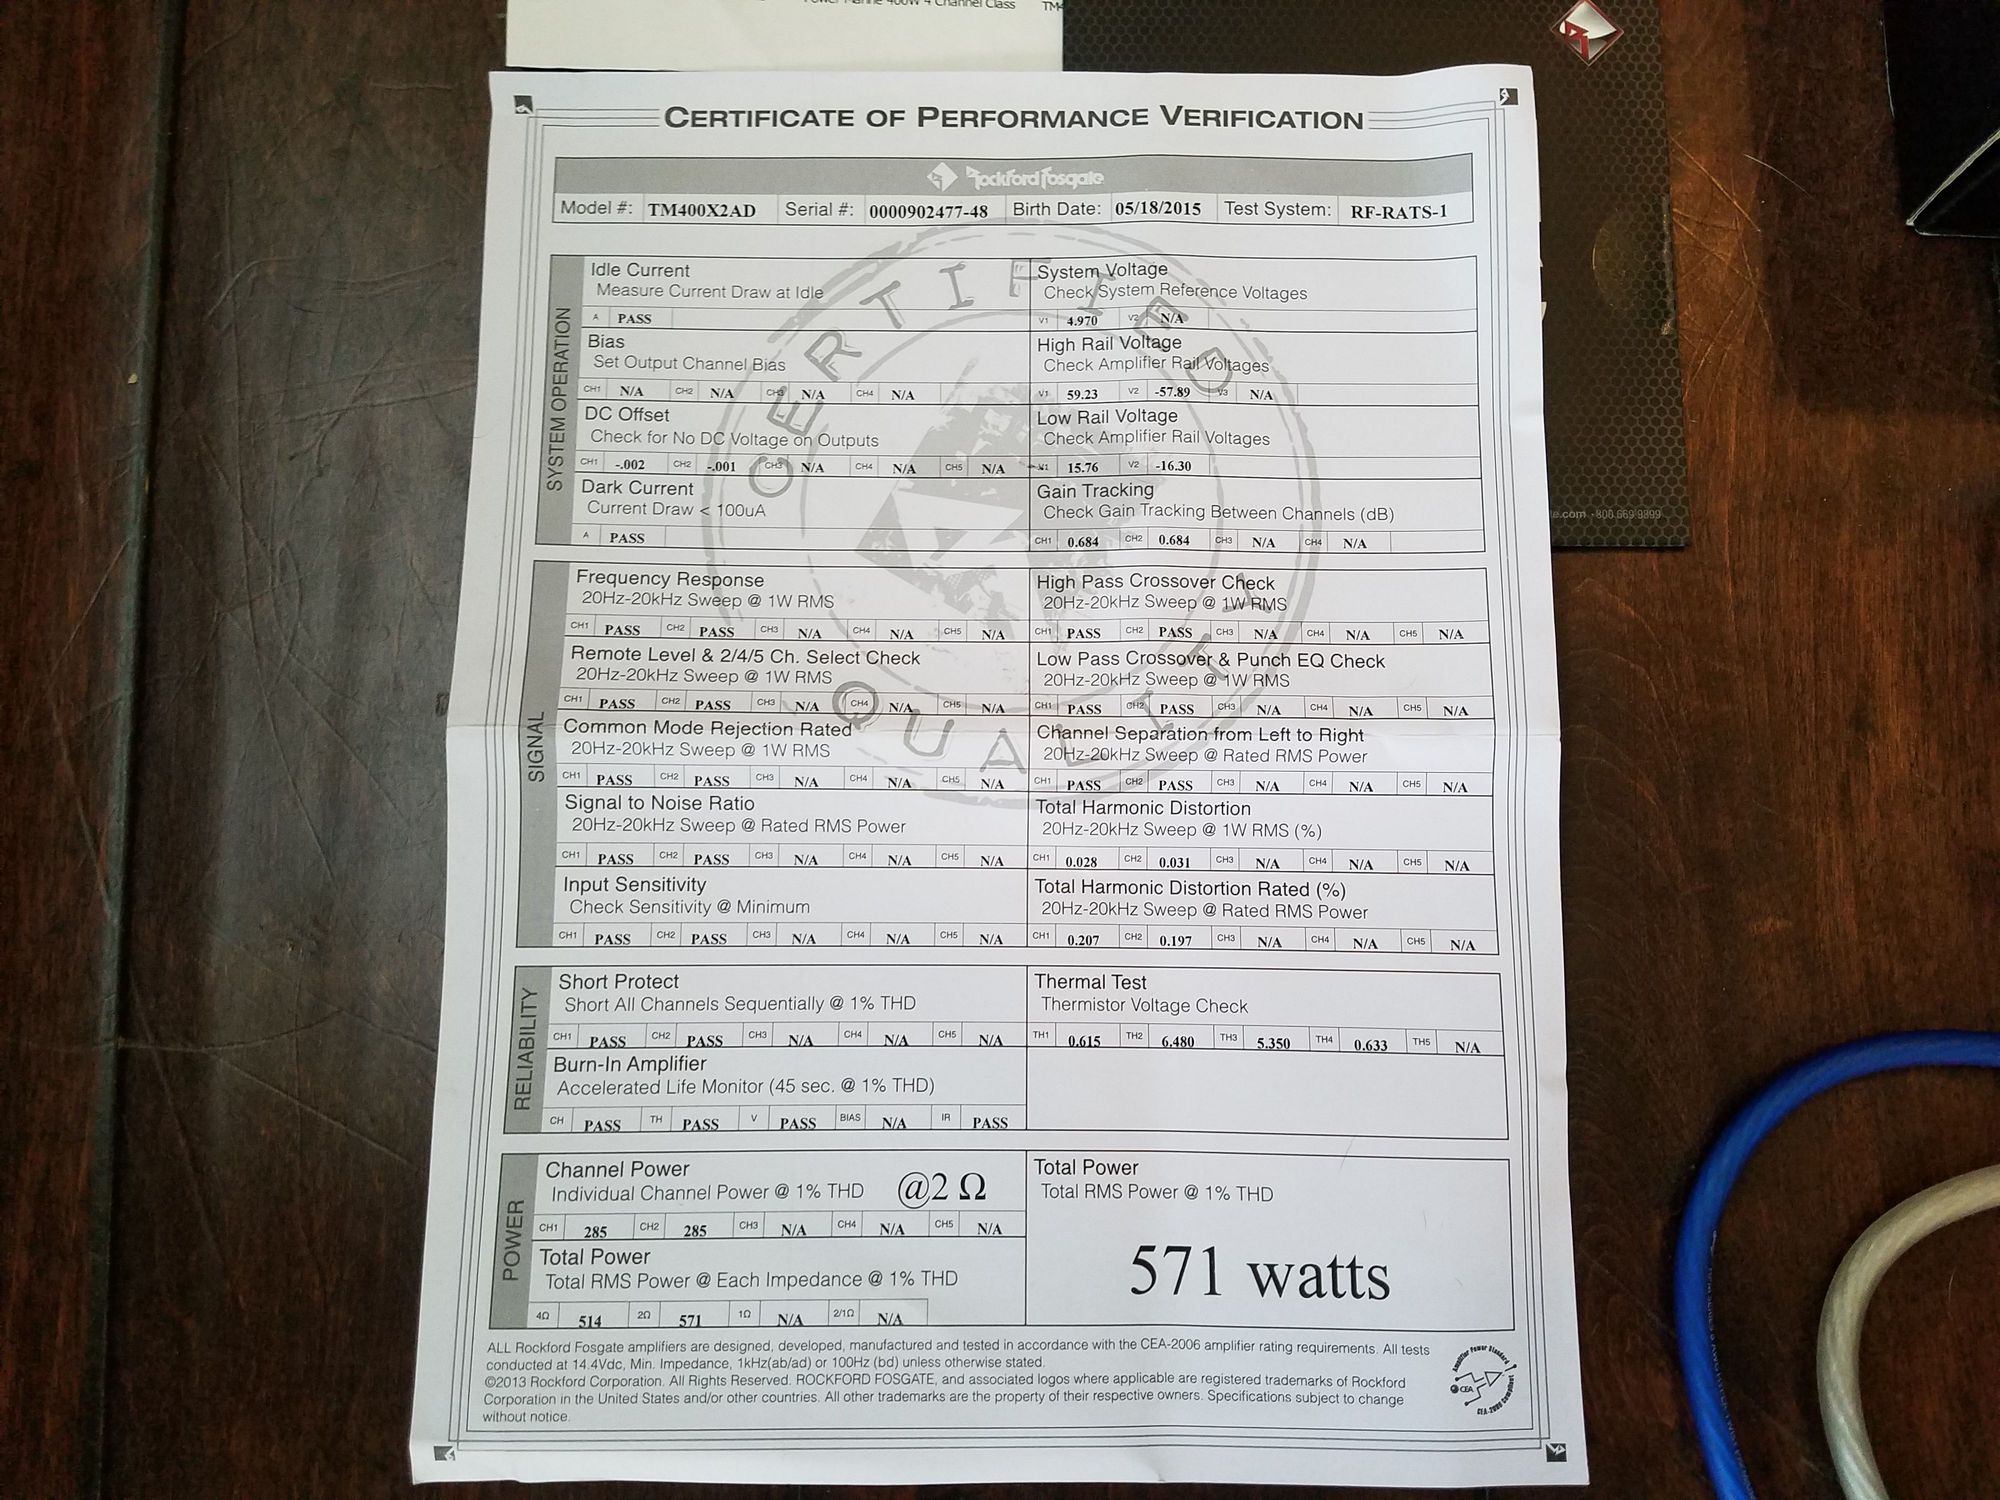 Power Marine 400W 4 Channel Class TM4
CERTIFICATE OF PERFORMANCE VERIFICATION
Rockford Fosgate
Model #: TM400X2AD Serial #: 0000902477-48 Birth Date: 05/18/2015 Test System: RF-RATS-1
CERTIFIED QUALITY
SYSTEM OPERATION
Idle Current
Measure Current Draw at Idle
A PASS
System Voltage
Check System Reference Voltages
V1 4.970 V2 N/A
Bias
Set Output Channel Bias
CH1 N/A CH2 N/A CH3 N/A CH4 N/A
High Rail Voltage
Check Amplifier Rail Voltages
V1 59.23 V2 -57.89 V3 N/A
DC Offset
Check for No DC Voltage on Outputs
CH1 -.002 CH2 -.001 CH3 N/A CH4 N/A CH5 N/A
Low Rail Voltage
Check Amplifier Rail Voltages
V1 15.76 V2 -16.30
Dark Current
Current Draw < 100uA
A PASS
Gain Tracking
Check Gain Tracking Between Channels (dB)
CH1 0.684 CH2 0.684 CH3 N/A CH4 N/A
e.com - 800.669.9899
SIGNAL
Frequency Response
20Hz-20kHz Sweep @ 1W RMS
CH1 PASS CH2 PASS CH3 N/A CH4 N/A CH5 N/A
High Pass Crossover Check
20Hz-20kHz Sweep @ 1W RMS
CH1 PASS CH2 PASS CH3 N/A CH4 N/A CH5 N/A
Remote Level & 2/4/5 Ch. Select Check
20Hz-20kHz Sweep @ 1W RMS
CH1 PASS CH2 PASS CH3 N/A CH4 N/A CH5 N/A
Low Pass Crossover & Punch EQ Check
20Hz-20kHz Sweep @ 1W RMS
CH1 PASS CH2 PASS CH3 N/A CH4 N/A CH5 N/A
Common Mode Rejection Rated
20Hz-20kHz Sweep @ 1W RMS
CH1 PASS CH2 PASS CH3 N/A CH4 N/A CH5 N/A
Channel Separation from Left to Right
20Hz-20kHz Sweep @ Rated RMS Power
CH1 PASS CH2 PASS CH3 N/A CH4 N/A CH5 N/A
Signal to Noise Ratio
20Hz-20kHz Sweep @ Rated RMS Power
CH1 PASS CH2 PASS CH3 N/A CH4 N/A CH5 N/A
Total Harmonic Distortion
20Hz-20kHz Sweep @ 1W RMS (%)
CH1 0.028 CH2 0.031 CH3 N/A CH4 N/A CH5 N/A
Input Sensitivity
Check Sensitivity @ Minimum
CH1 PASS CH2 PASS CH3 N/A CH4 N/A CH5 N/A
Total Harmonic Distortion Rated (%)
20Hz-20kHz Sweep @ Rated RMS Power
CH1 0.207 CH2 0.197 CH3 N/A CH4 N/A CH5 N/A
RELIABILITY
Short Protect
Short All Channels Sequentially @ 1% THD
CH1 PASS CH2 PASS CH3 N/A CH4 N/A CH5 N/A
Thermal Test
Thermistor Voltage Check
TH1 0.615 TH2 6.480 TH3 5.350 TH4 0.633 TH5 N/A
Burn-In Amplifier
Accelerated Life Monitor (45 sec. @ 1% THD)
CH PASS TH PASS V PASS BIAS N/A IR PASS
POWER
Channel Power
Individual Channel Power @ 1% THD @2 Ω
CH1 285 CH2 285 CH3 N/A CH4 N/A CH5 N/A
Total Power
Total RMS Power @ Each Impedance @ 1% THD
4Ω 514 2Ω 571 1Ω N/A 2/1Ω N/A
Total Power
Total RMS Power @ 1% THD
571 watts
ALL Rockford Fosgate amplifiers are designed, developed, manufactured and tested in accordance with the CEA-2006 amplifier rating requirements. All tests
conducted at 14.4Vdc, Min. Impedance, 1kHz(ab/ad) or 100Hz (bd) unless otherwise stated.
©2013 Rockford Corporation. All Rights Reserved. ROCKFORD FOSGATE, and associated logos where applicable are registered trademarks of Rockford
Corporation in the United States and/or other countries. All other trademarks are the property of their respective owners. Specifications subject to change
without notice.
Amplifier Power Standard
CEA
CEA-2006 Compliant